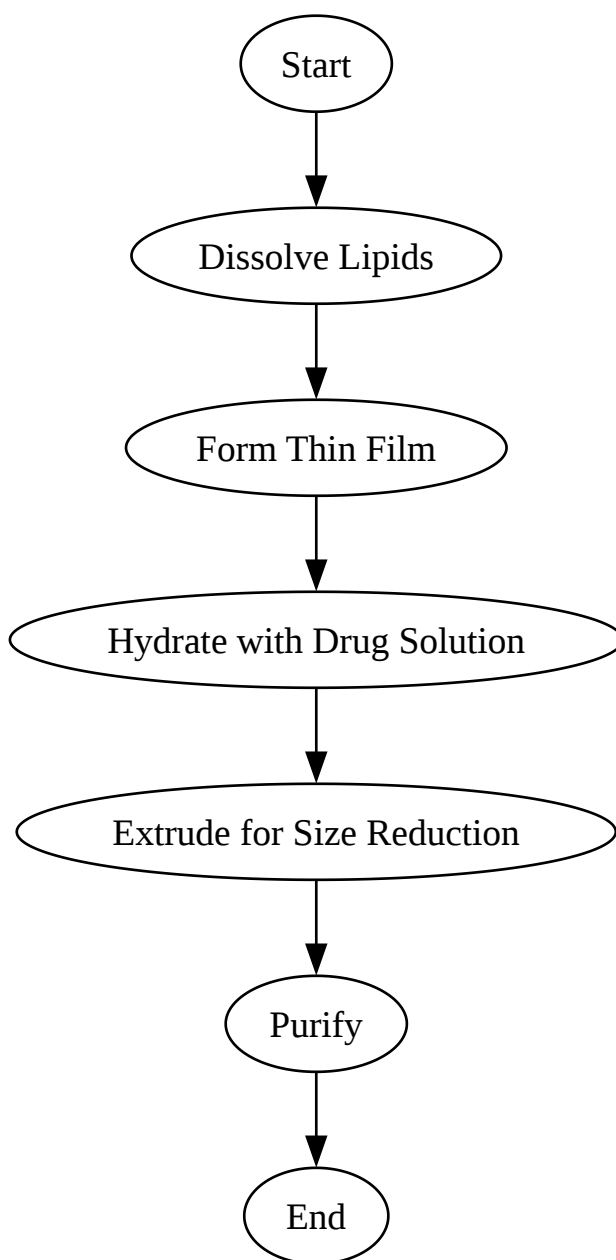 Start
Dissolve Lipids
Form Thin Film
Hydrate with Drug Solution
Extrude for Size Reduction
Purify
End